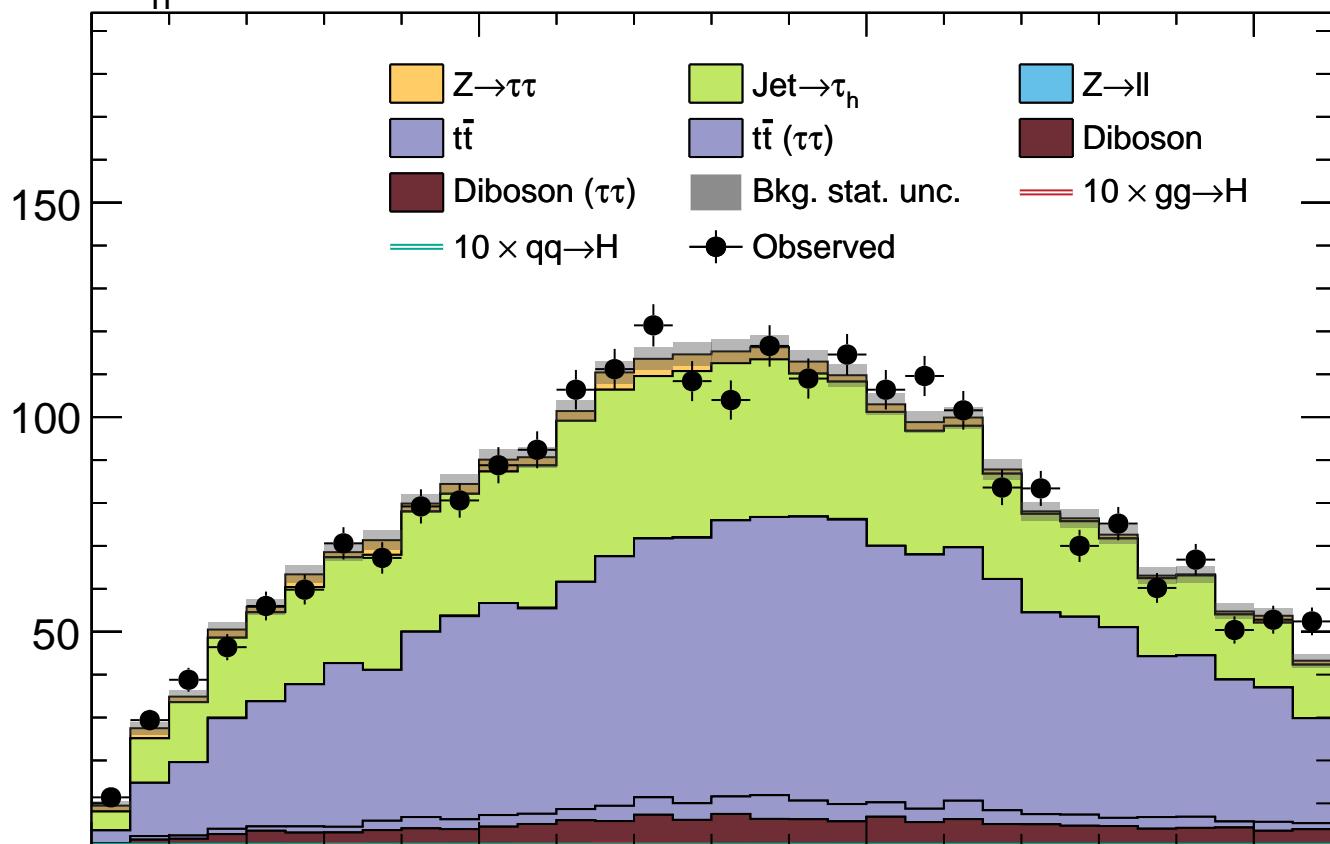 Z→ττ Jet→τh Z→ll
tt̄ tt̄ (ττ) Diboson
Diboson (ττ) Bkg. stat. unc. 10 × gg→H
10 × qq→H Observed
150
100
50